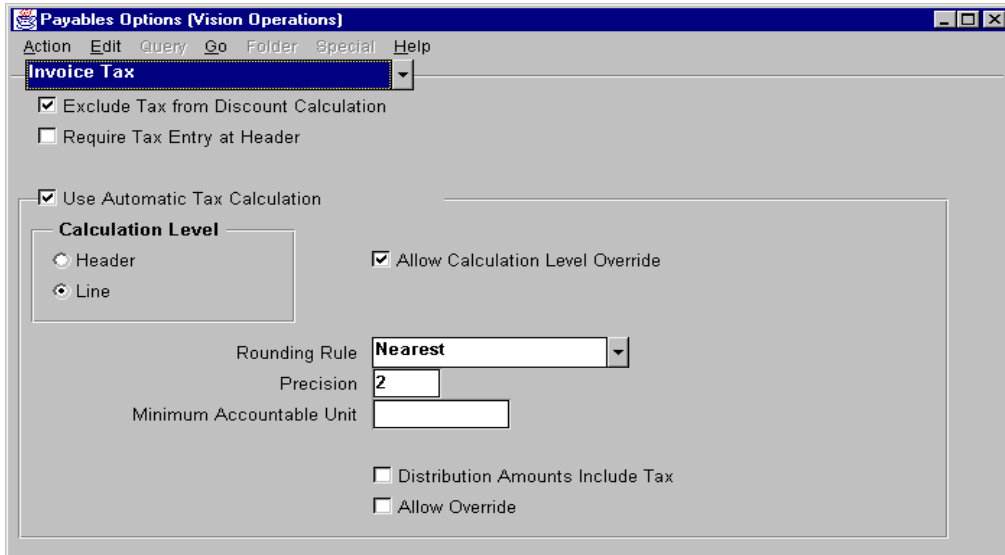 Payables Options (Vision Operations)
Action Edit Query Go Folder Special Help
Invoice Tax
Exclude Tax from Discount Calculation
Require Tax Entry at Header
Use Automatic Tax Calculation
Calculation Level
Header
Allow Calculation Level Override
Line
Rounding Rule Nearest
Precision 2
Minimum Accountable Unit
Distribution Amounts Include Tax
Allow Override